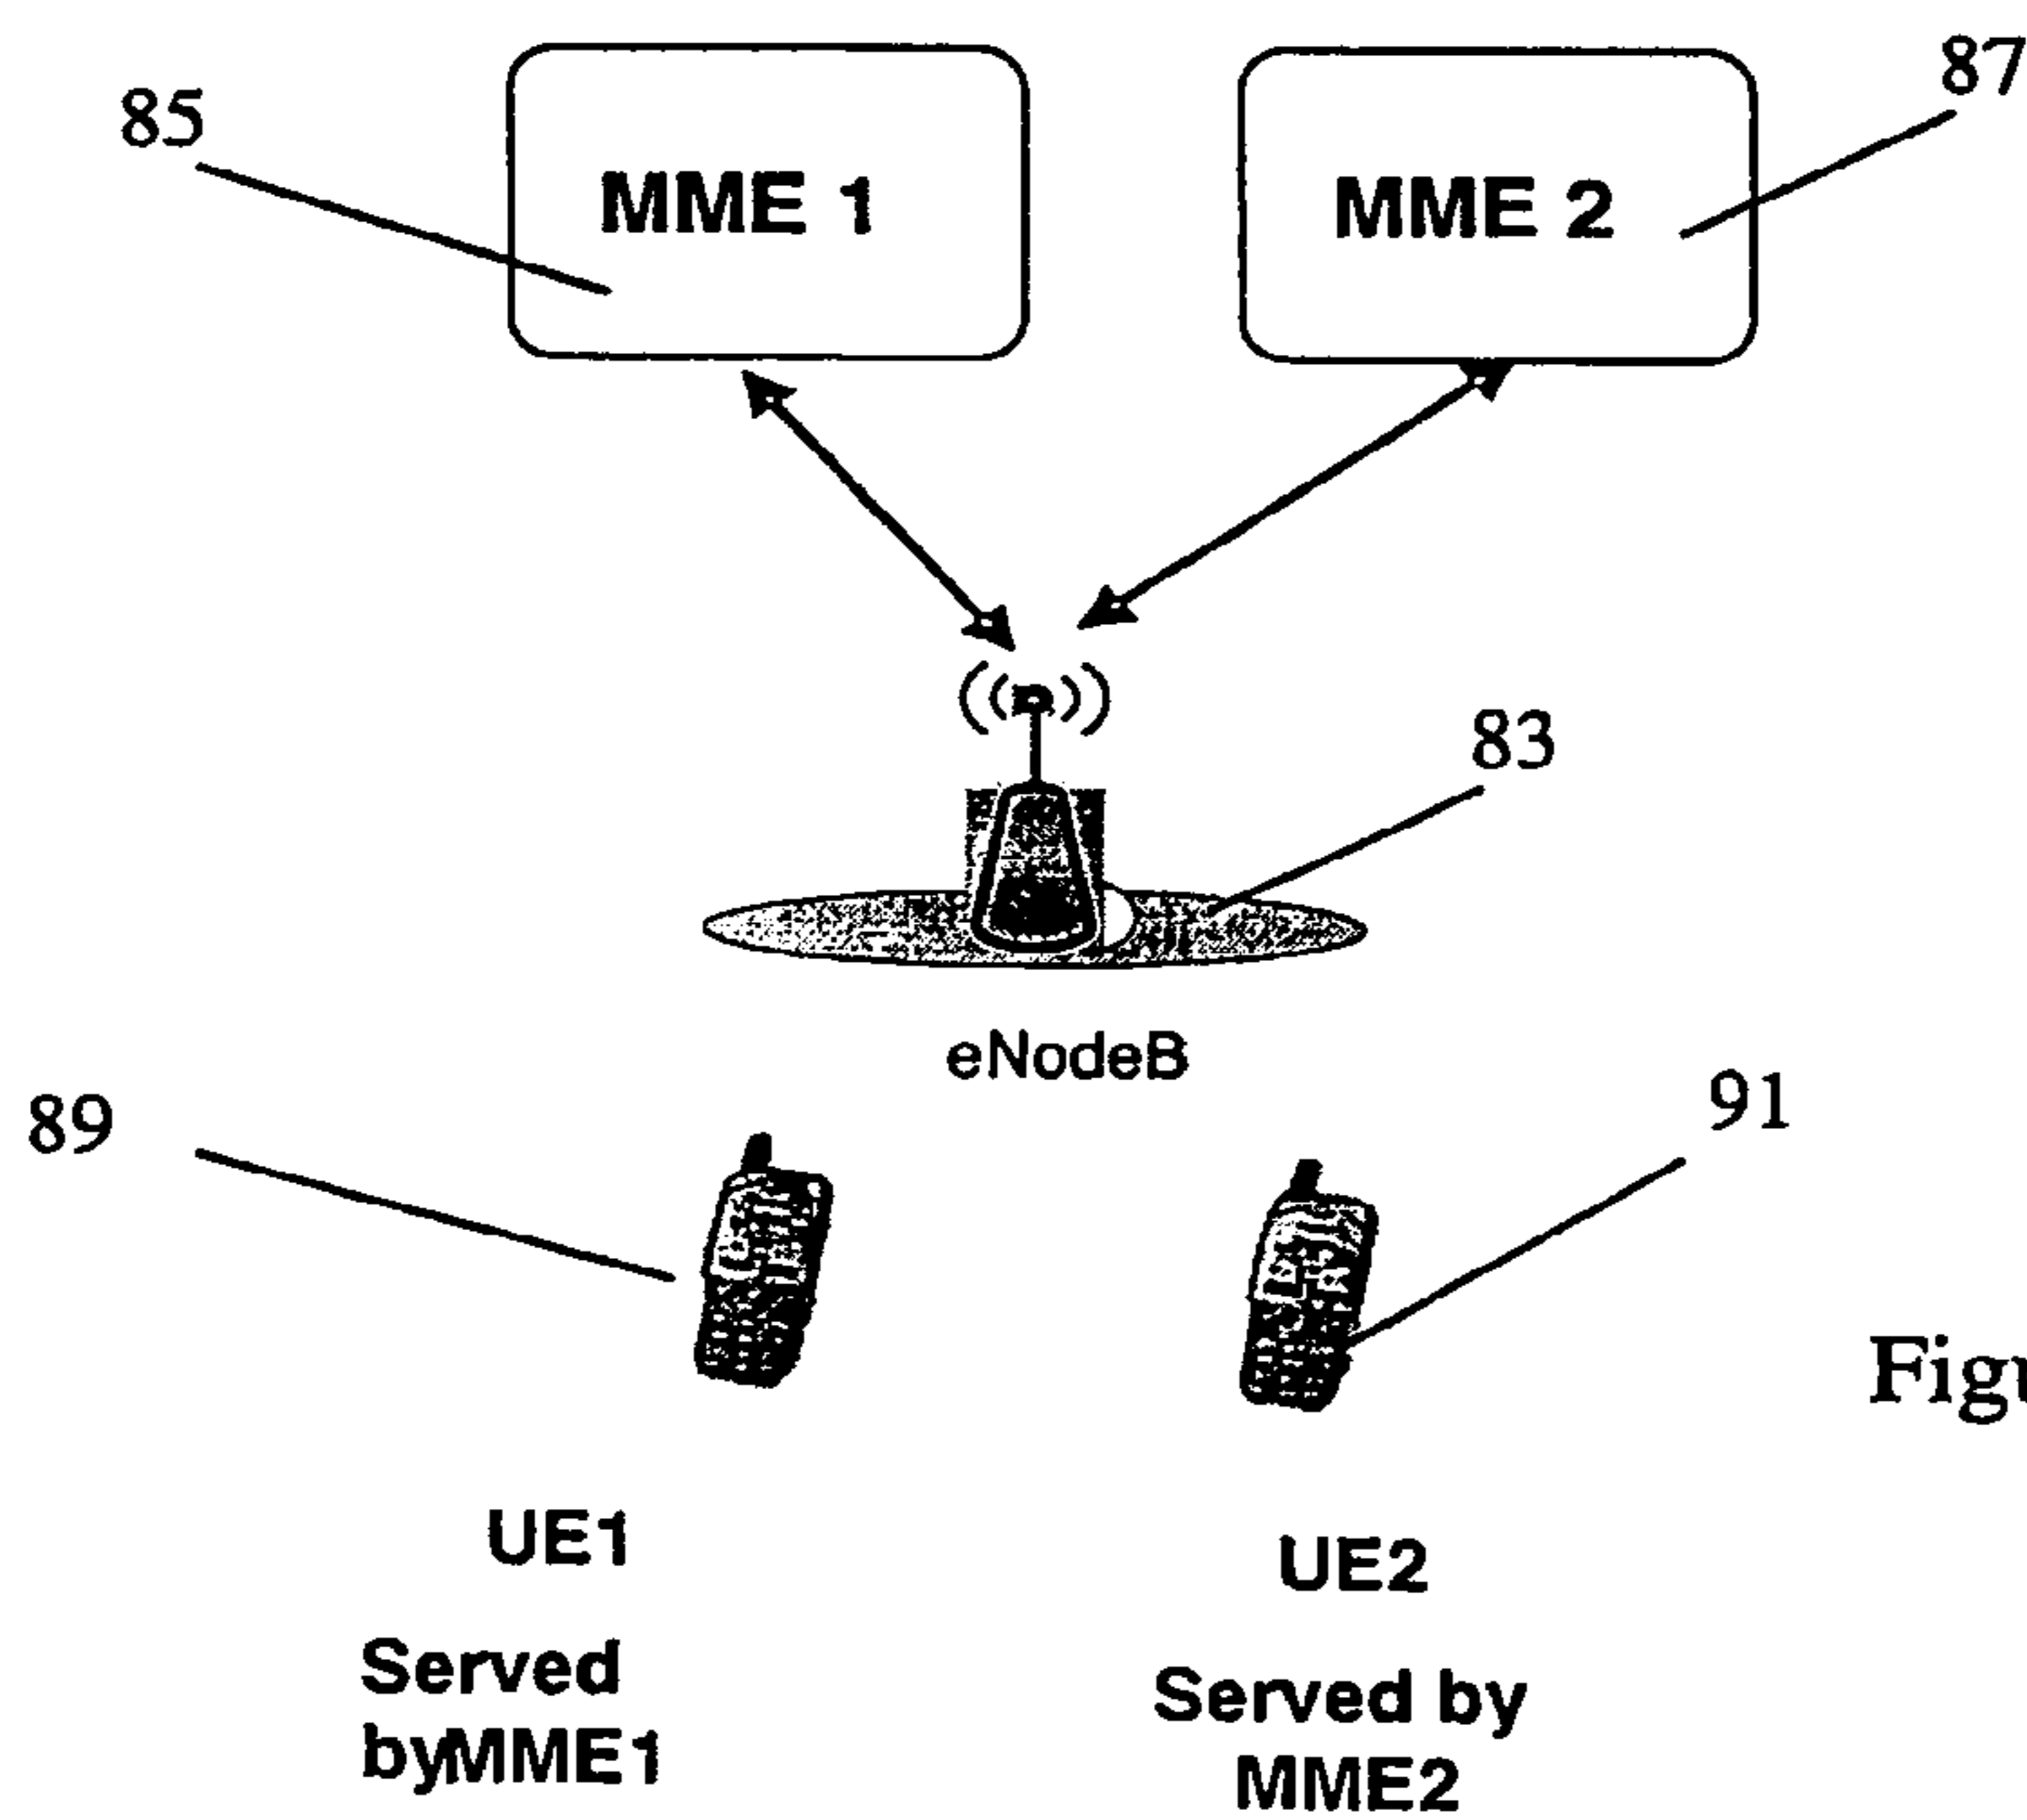 87
85
MME 1
MME 2
83
eNodeB
89
91
UE1
UE2
Served
byMME1
Served by
MME2